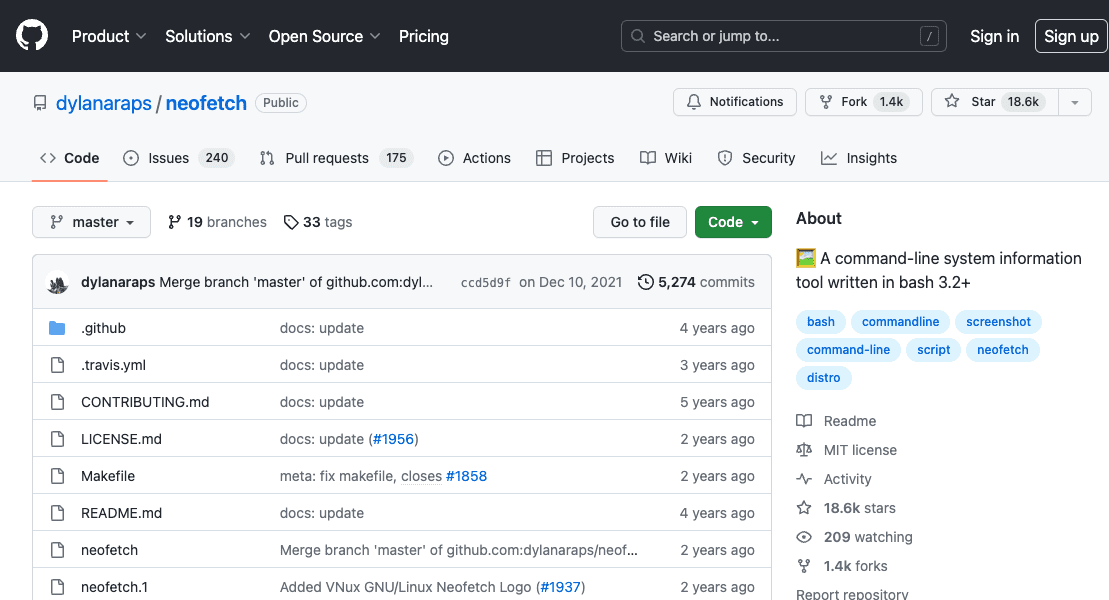 Product Solutions Open Source Pricing Search or jump to... / Sign in Sign up
dylanaraps / neofetch Public Notifications Fork 1.4k Star 18.6k
Code Issues 240 Pull requests 175 Actions Projects Wiki Security Insights
master 19 branches 33 tags Go to file Code
dylanaraps Merge branch 'master' of github.com:dyl... ccd5d9f on Dec 10, 2021 5,274 commits
.github docs: update 4 years ago
.travis.yml docs: update 3 years ago
CONTRIBUTING.md docs: update 5 years ago
LICENSE.md docs: update (#1956) 2 years ago
Makefile meta: fix makefile, closes #1858 2 years ago
README.md docs: update 4 years ago
neofetch Merge branch 'master' of github.com:dylanaraps/neof... 2 years ago
neofetch.1 Added VNux GNU/Linux Neofetch Logo (#1937) 2 years ago
About
A command-line system information
tool written in bash 3.2+
bash commandline screenshot
command-line script neofetch
distro
Readme
MIT license
Activity
18.6k stars
209 watching
1.4k forks
Report repository